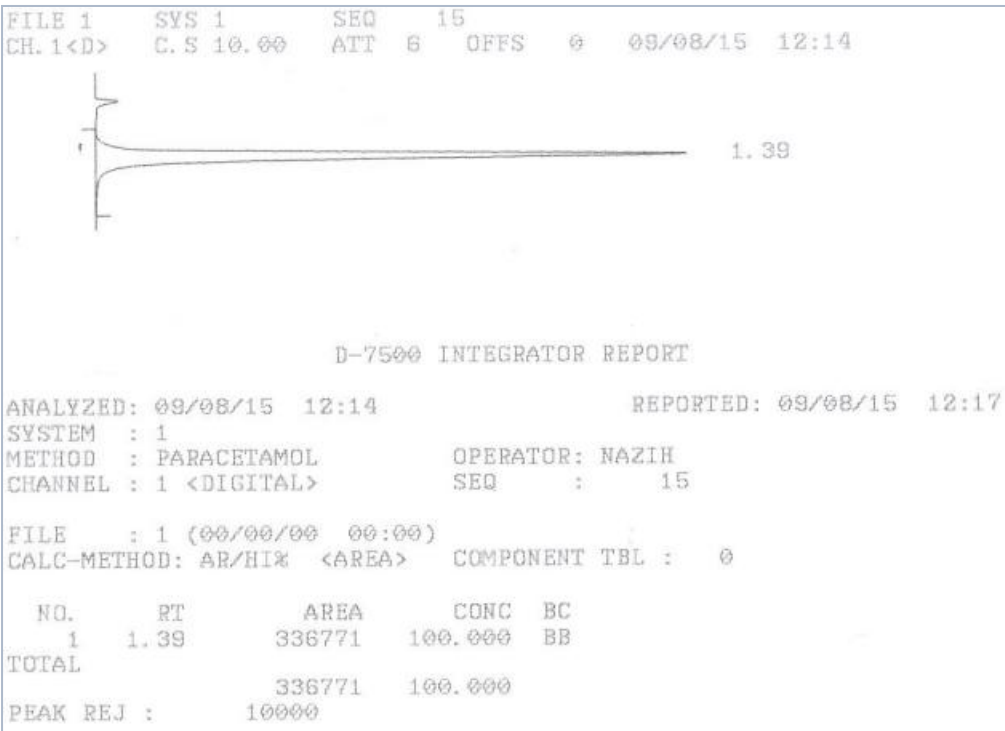 FILE 1 SYS 1 SEQ 15
CH. 1<D> C.S 10.00 ATT 6 OFFS 0 09/08/15 12:14
1.39
D-7500 INTEGRATOR REPORT
ANALYZED: 09/08/15 12:14 REPORTED: 09/08/15 12:17
SYSTEM : 1
METHOD : PARACETAMOL OPERATOR: NAZIH
CHANNEL : 1 <DIGITAL> SEQ : 15
FILE : 1 (00/00/00 00:00)
CALC-METHOD: AR/HI% <AREA> COMPONENT TBL : 0
NO. RT AREA CONC BC
1 1.39 336771 100.000 BB
TOTAL
336771 100.000
PEAK REJ : 10000